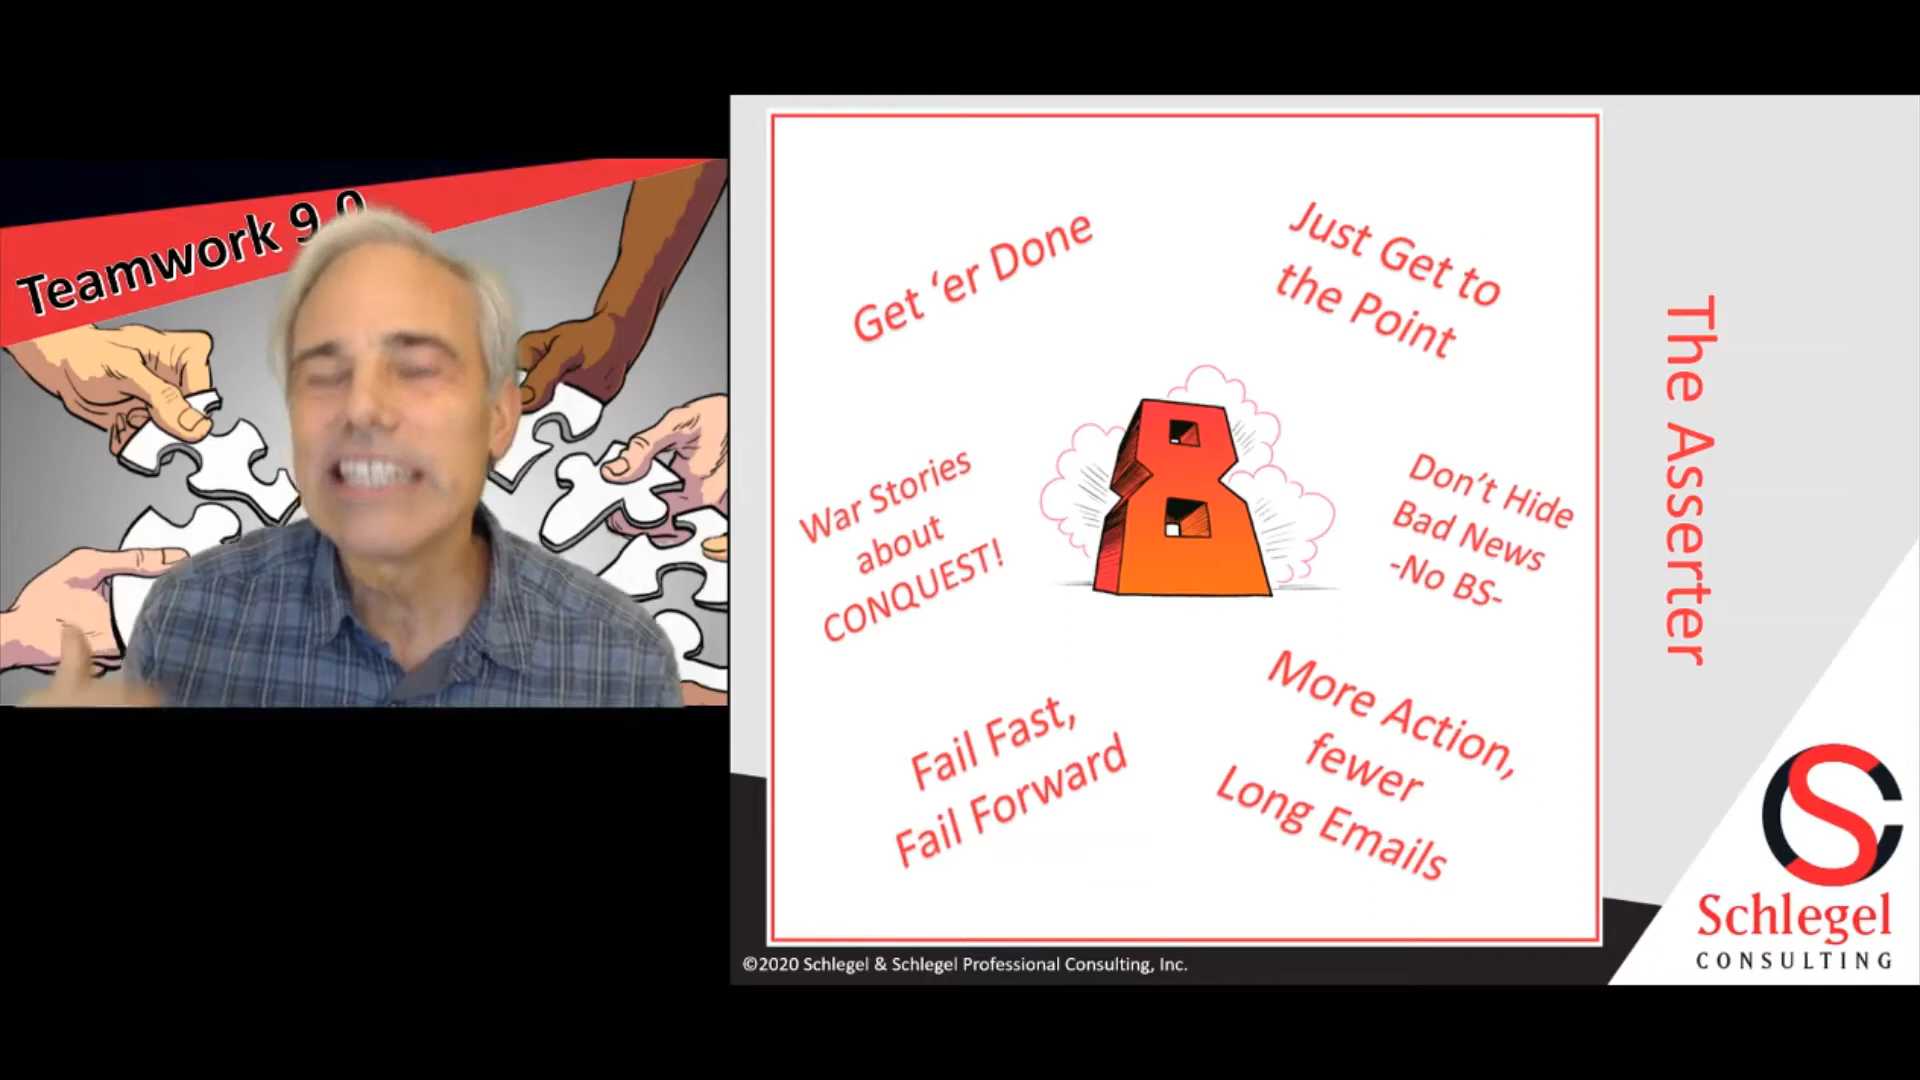 Teamwork 9.0
Get ‘er Done
Just Get to
the Point
War Stories
about
CONQUEST!
8
Don’t Hide
Bad News
-No BS-
Fail Fast,
Fail Forward
More Action,
fewer
Long Emails
The Asserter
Schlegel
CONSULTING
©2020 Schlegel & Schlegel Professional Consulting, Inc.